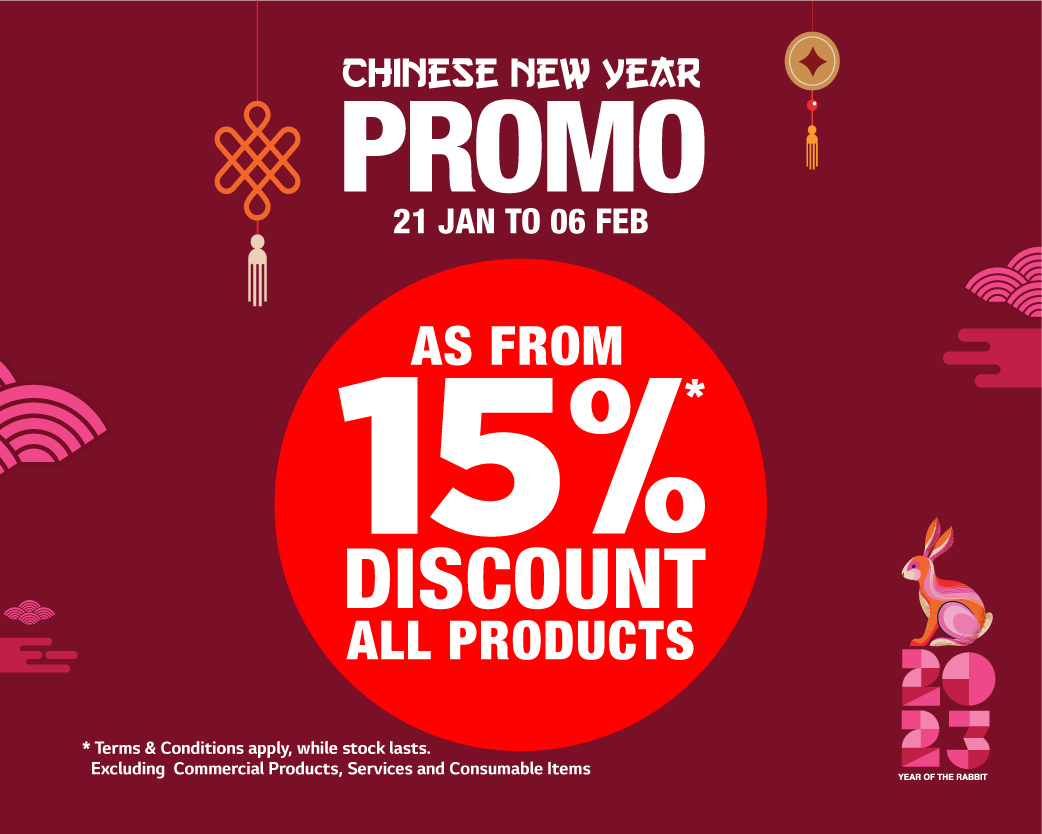 CHINESE NEW YEAR
PROMO
21 JAN TO 06 FEB
AS FROM
15%*
DISCOUNT
ALL PRODUCTS
* Terms & Conditions apply, while stock lasts.
Excluding Commercial Products, Services and Consumable Items
20
23
YEAR OF THE RABBIT